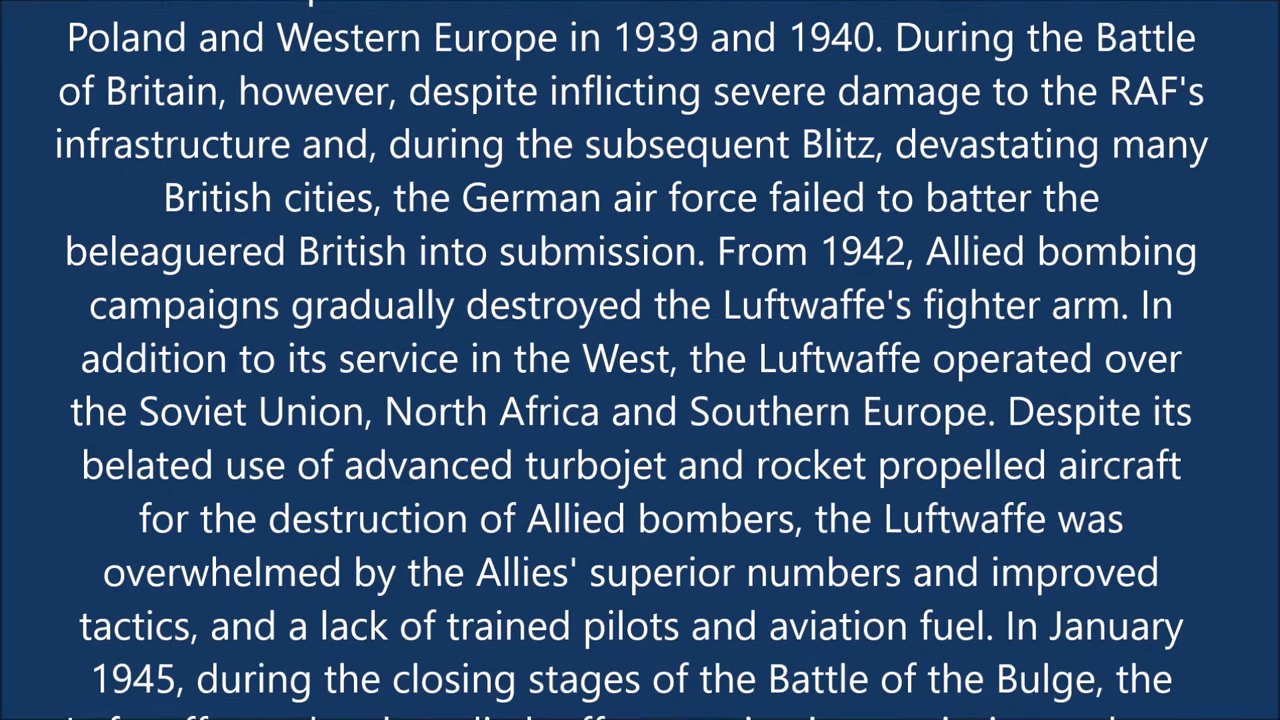 Poland and Western Europe in 1939 and 1940. During the Battle
of Britain, however, despite inflicting severe damage to the RAF's
infrastructure and, during the subsequent Blitz, devastating many
British cities, the German air force failed to batter the
beleaguered British into submission. From 1942, Allied bombing
campaigns gradually destroyed the Luftwaffe's fighter arm. In
addition to its service in the West, the Luftwaffe operated over
the Soviet Union, North Africa and Southern Europe. Despite its
belated use of advanced turbojet and rocket propelled aircraft
for the destruction of Allied bombers, the Luftwaffe was
overwhelmed by the Allies' superior numbers and improved
tactics, and a lack of trained pilots and aviation fuel. In January
1945, during the closing stages of the Battle of the Bulge, the